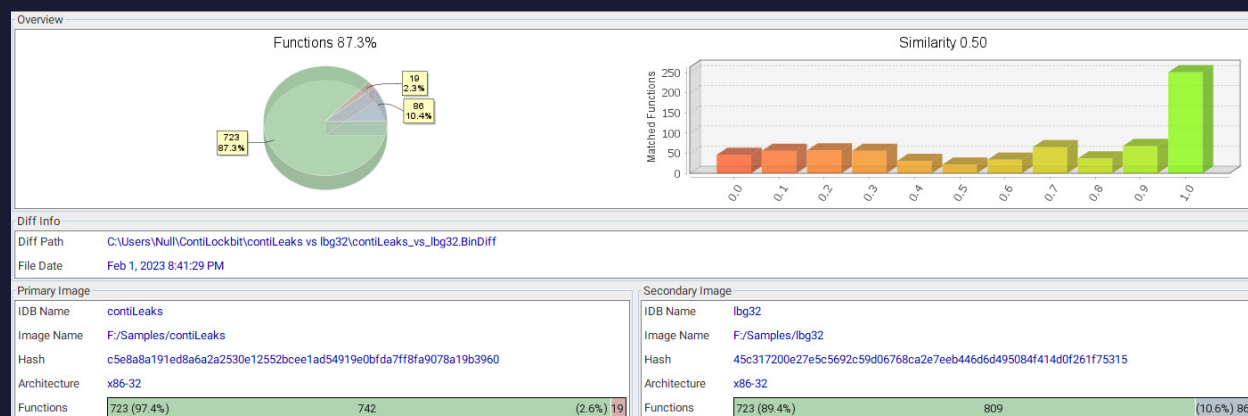 Overview
Functions 87.3%
19
2.3%
86
10.4%
723
87.3%
Similarity 0.50
Matched Functions
250
200
150
100
50
0
0.0 0.1 0.2 0.3 0.4 0.5 0.6 0.7 0.8 0.9 1.0
Diff Info
Diff Path C:\Users\Null\ContiLockbit\contiLeaks vs lbg32\contiLeaks_vs_lbg32.BinDiff
File Date Feb 1, 2023 8:41:29 PM
Primary Image
IDB Name contiLeaks
Image Name F:/Samples/contiLeaks
Hash c5e8a8a191ed8a6a2a2530e12552bcee1ad54919e0bfda7ff8fa9078a19b3960
Architecture x86-32
Functions 723 (97.4%) 742 (2.6%) 19
Secondary Image
IDB Name lbg32
Image Name F:/Samples/lbg32
Hash 45c317200e27e5c5692c59d06768ca2e7eeb446d6d495084f414d0f261f75315
Architecture x86-32
Functions 723 (89.4%) 809 (10.6%) 86